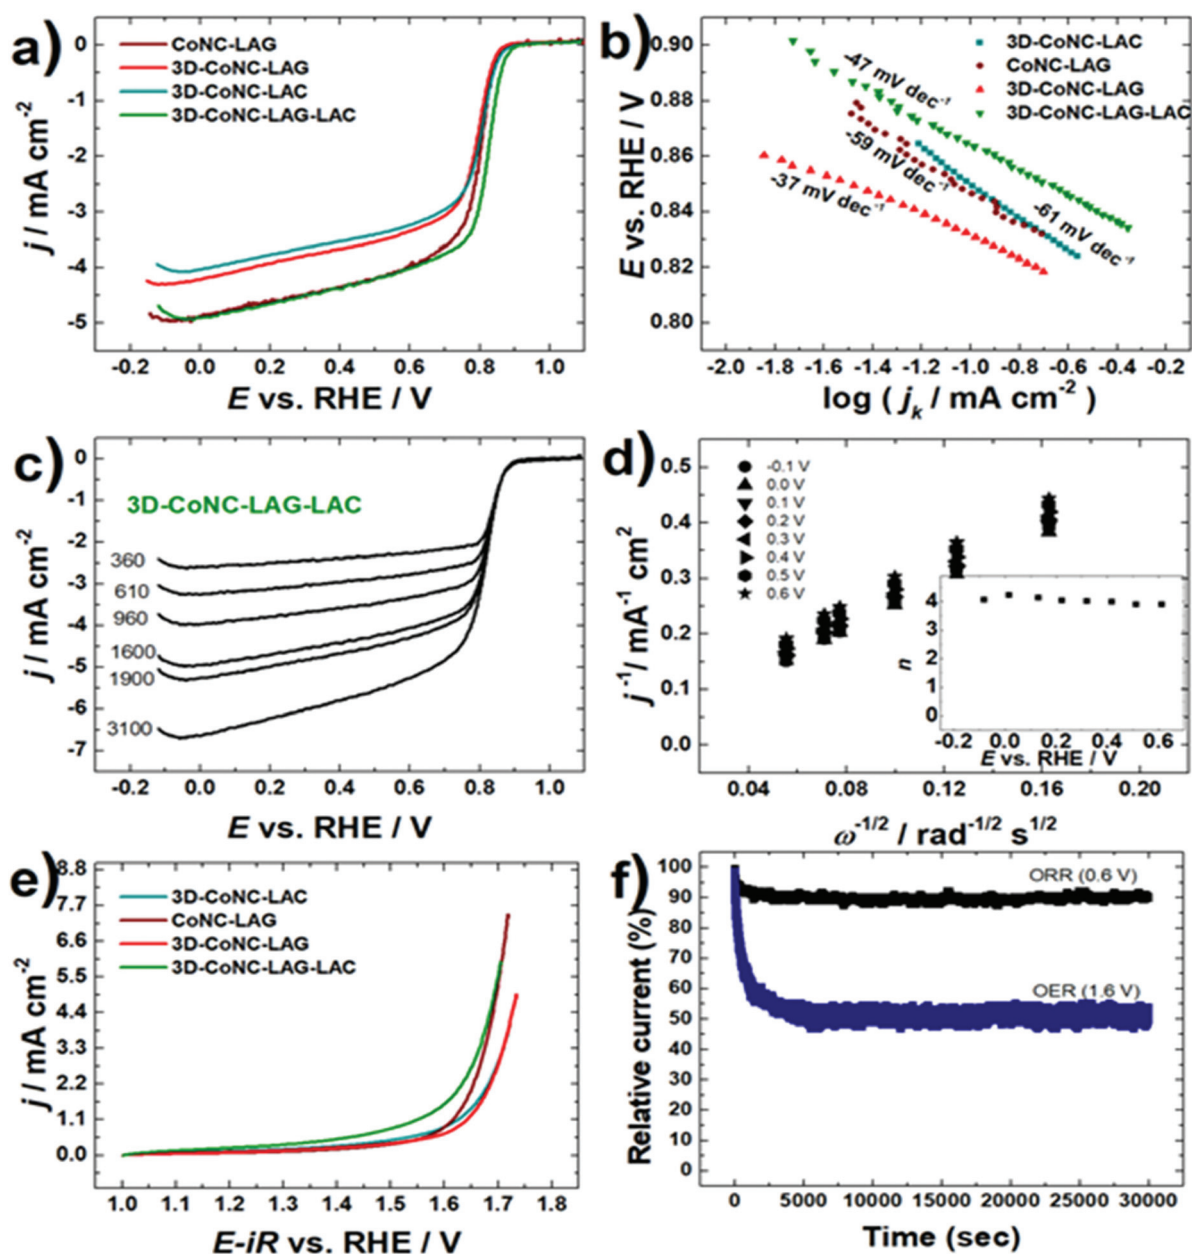 a)
CoNC-LAG
3D-CoNC-LAG
3D-CoNC-LAC
3D-CoNC-LAG-LAC
0
-1
-2
-3
-4
-5
j / mA cm-2
-0.2 0.0 0.2 0.4 0.6 0.8 1.0
E vs. RHE / V
b)
3D-CoNC-LAC
CoNC-LAG
3D-CoNC-LAG
3D-CoNC-LAG-LAC
-47 mV dec-1
-59 mV dec-1
-37 mV dec-1
-61 mV dec-1
0.90
0.88
0.86
0.84
0.82
0.80
E vs. RHE / V
-2.0 -1.8 -1.6 -1.4 -1.2 -1.0 -0.8 -0.6 -0.4 -0.2
log ( jk / mA cm-2 )
c)
3D-CoNC-LAG-LAC
360
610
960
1600
1900
3100
0
-1
-2
-3
-4
-5
-6
-7
j / mA cm-2
-0.2 0.0 0.2 0.4 0.6 0.8 1.0
E vs. RHE / V
d)
-0.1 V
0.0 V
0.1 V
0.2 V
0.3 V
0.4 V
0.5 V
0.6 V
0.5
0.4
0.3
0.2
0.1
0.0
j-1/ mA-1 cm2
4
3
2
1
0
n
-0.2 0.0 0.2 0.4 0.6
E vs. RHE / V
0.04 0.08 0.12 0.16 0.20
ω-1/2 / rad-1/2 s1/2
e)
3D-CoNC-LAC
CoNC-LAG
3D-CoNC-LAG
3D-CoNC-LAG-LAC
8.8
7.7
6.6
5.5
4.4
3.3
2.2
1.1
0.0
j / mA cm-2
1.0 1.1 1.2 1.3 1.4 1.5 1.6 1.7 1.8
E-iR vs. RHE / V
f)
ORR (0.6 V)
OER (1.6 V)
100
90
80
70
60
50
40
30
20
10
0
Relative current (%)
0 5000 10000 15000 20000 25000 30000
Time (sec)